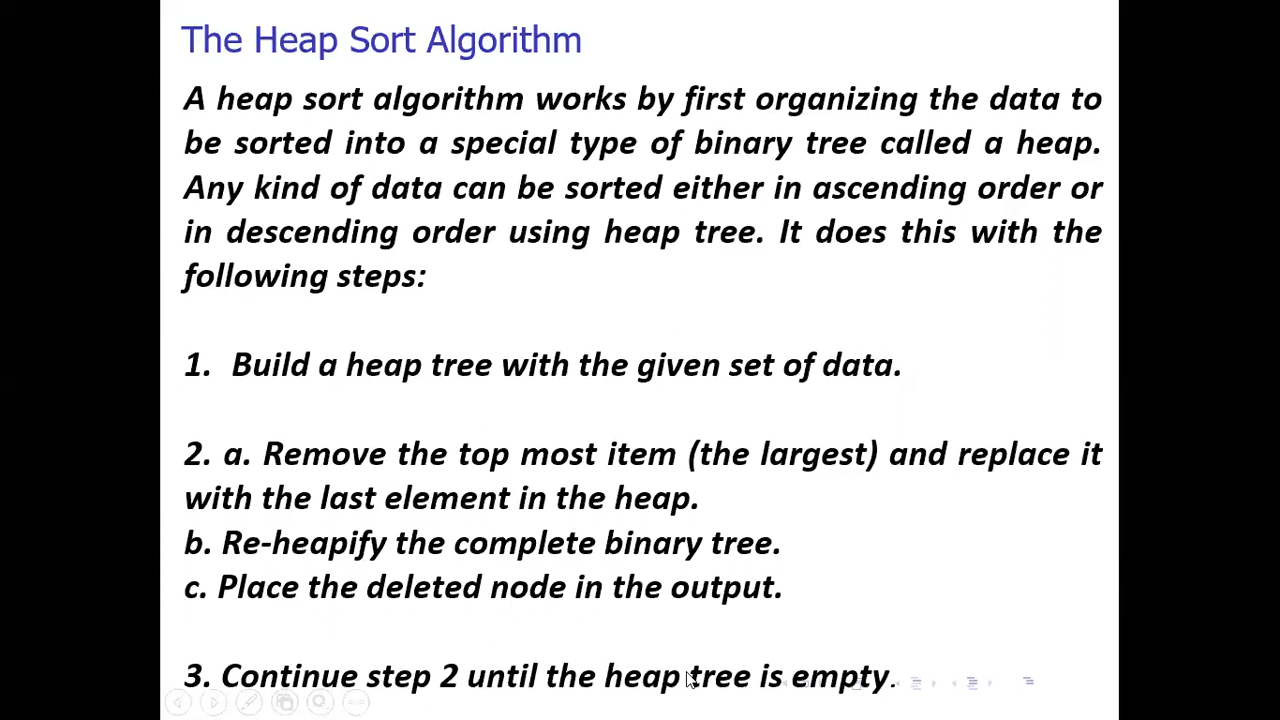 The Heap Sort Algorithm
A heap sort algorithm works by first organizing the data to
be sorted into a special type of binary tree called a heap.
Any kind of data can be sorted either in ascending order or
in descending order using heap tree. It does this with the
following steps:
1. Build a heap tree with the given set of data.
2. a. Remove the top most item (the largest) and replace it
with the last element in the heap.
b. Re-heapify the complete binary tree.
c. Place the deleted node in the output.
3. Continue step 2 until the heap tree is empty.